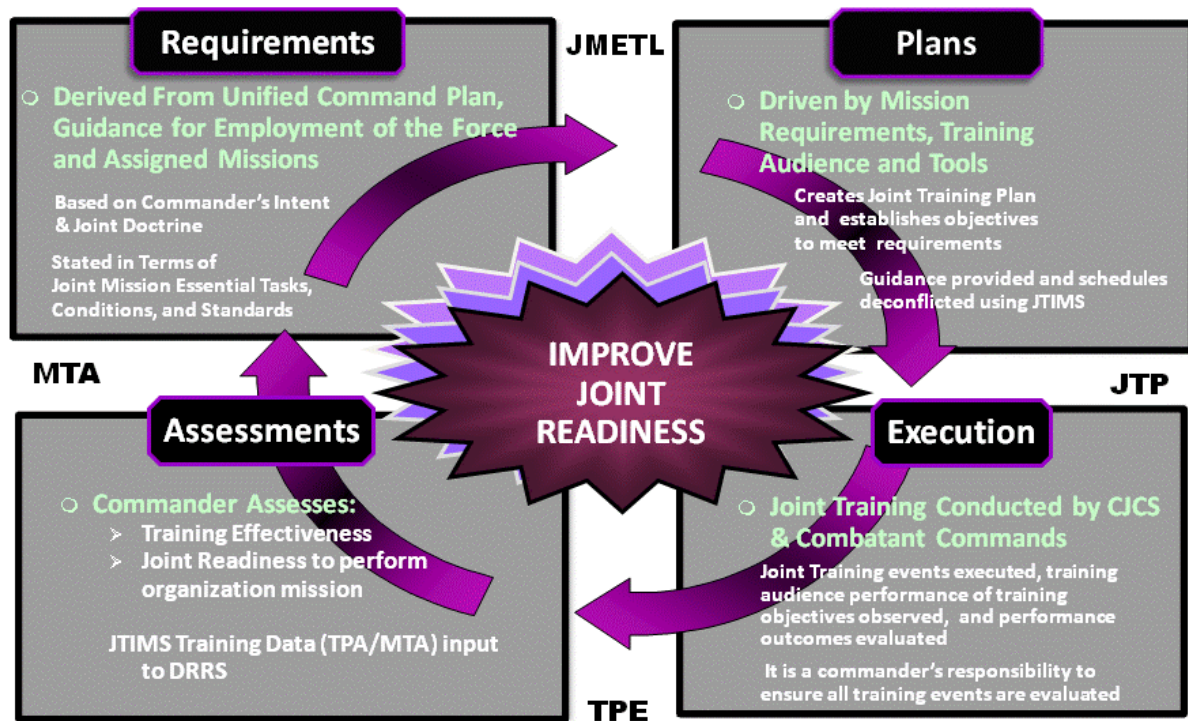 Requirements
Derived From Unified Command Plan,
Guidance for Employment of the Force
and Assigned Missions
Based on Commander's Intent
& Joint Doctrine
Stated in Terms of
Joint Mission Essential Tasks,
Conditions, and Standards
JMETL
Plans
Driven by Mission
Requirements, Training
Audience and Tools
Creates Joint Training Plan
and establishes objectives
to meet requirements
Guidance provided and schedules
deconflicted using JTIMS
IMPROVE
JOINT
READINESS
MTA
JTP
Assessments
Commander Assesses:
Training Effectiveness
Joint Readiness to perform
organization mission
JTIMS Training Data (TPA/MTA) input
to DRRS
Execution
Joint Training Conducted by CJCS
& Combatant Commands
Joint Training events executed, training
audience performance of training
objectives observed, and performance
outcomes evaluated
It is a commander's responsibility to
ensure all training events are evaluated
TPE